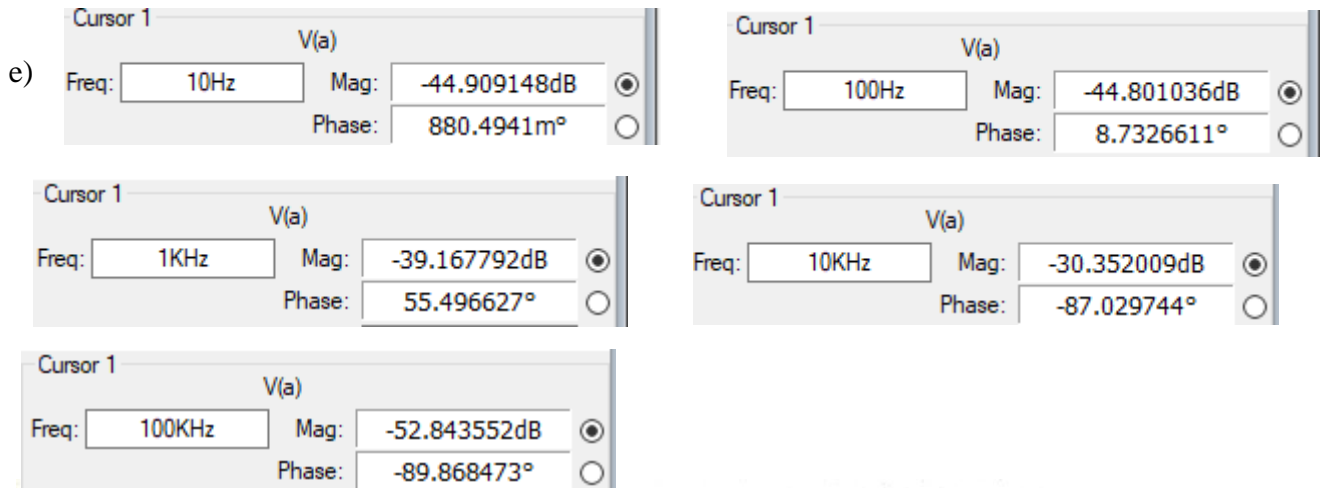 e)
Cursor 1
V(a)
Freq: 10Hz Mag: -44.909148dB
Phase: 880.4941m°
Cursor 1
V(a)
Freq: 100Hz Mag: -44.801036dB
Phase: 8.7326611°
Cursor 1
V(a)
Freq: 1KHz Mag: -39.167792dB
Phase: 55.496627°
Cursor 1
V(a)
Freq: 10KHz Mag: -30.352009dB
Phase: -87.029744°
Cursor 1
V(a)
Freq: 100KHz Mag: -52.843552dB
Phase: -89.868473°